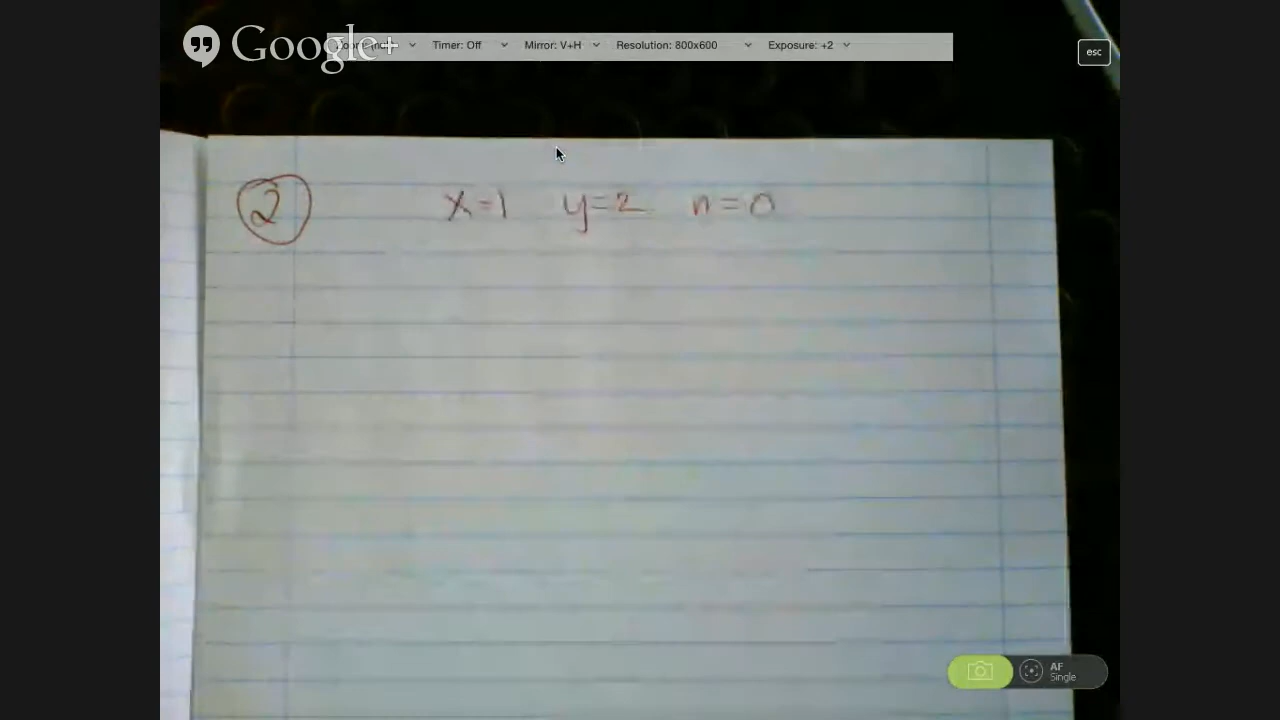 Google+
Timer: Off Mirror: V+H Resolution: 800x600 Exposure: +2
esc
2 x=1 y=2 n=0
AF
Single